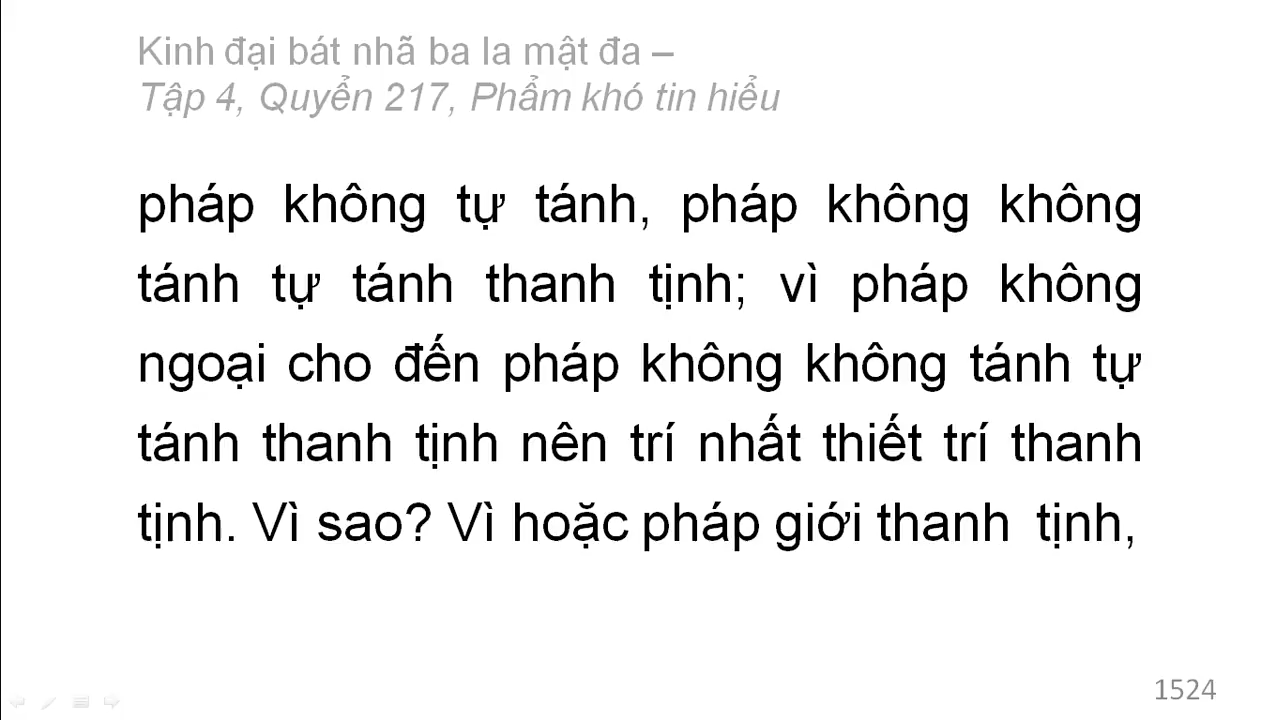 Kinh đại bát nhã ba la mật đa –
Tập 4, Quyển 217, Phẩm khó tin hiểu
pháp không tự tánh, pháp không không
tánh tự tánh thanh tịnh; vì pháp không
ngoại cho đến pháp không không tánh tự
tánh thanh tịnh nên trí nhất thiết trí thanh
tịnh. Vì sao? Vì hoặc pháp giới thanh tịnh,
1524